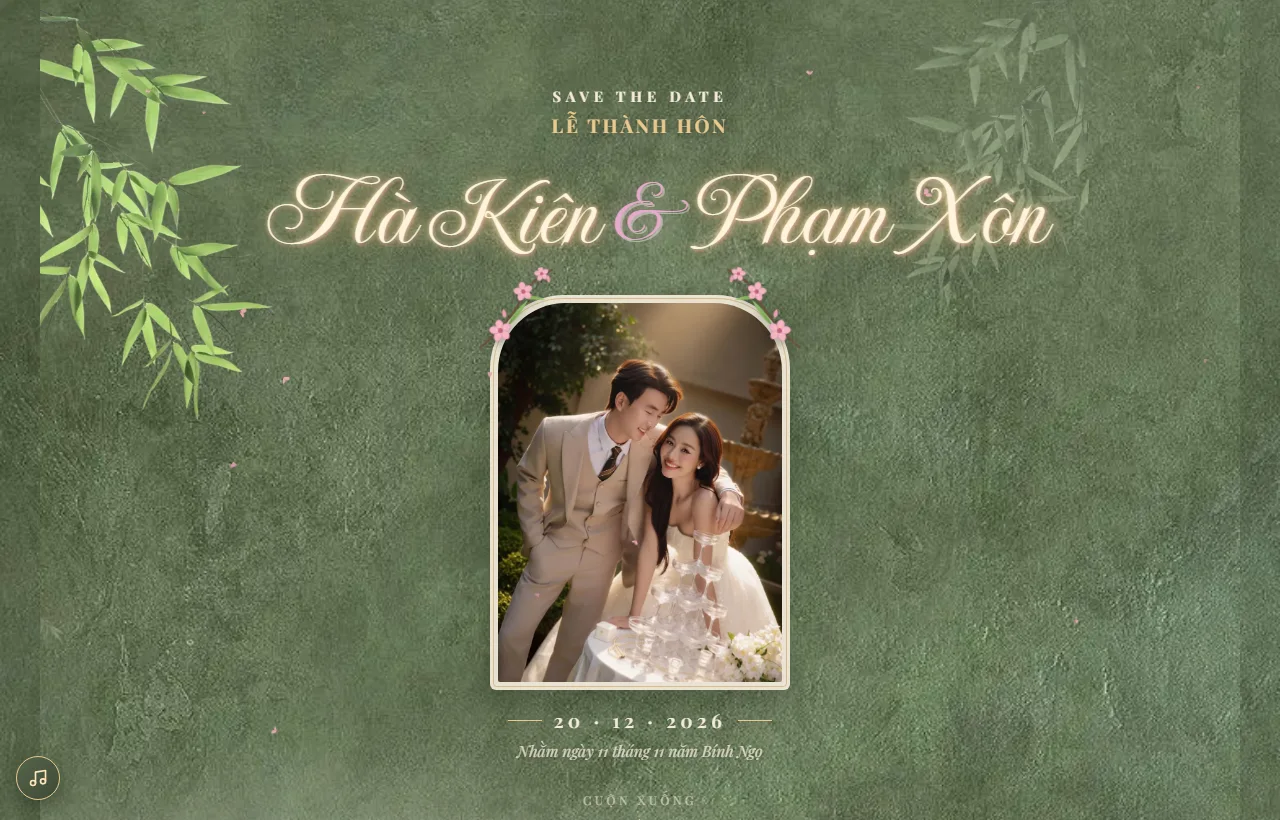 SAVE THE DATE
LỄ THÀNH HÔN
Hà Kiên & Phạm Xôn
20 · 12 · 2026
Nhằm ngày 11 tháng 11 năm Bính Ngọ
CUỘN XUỐNG